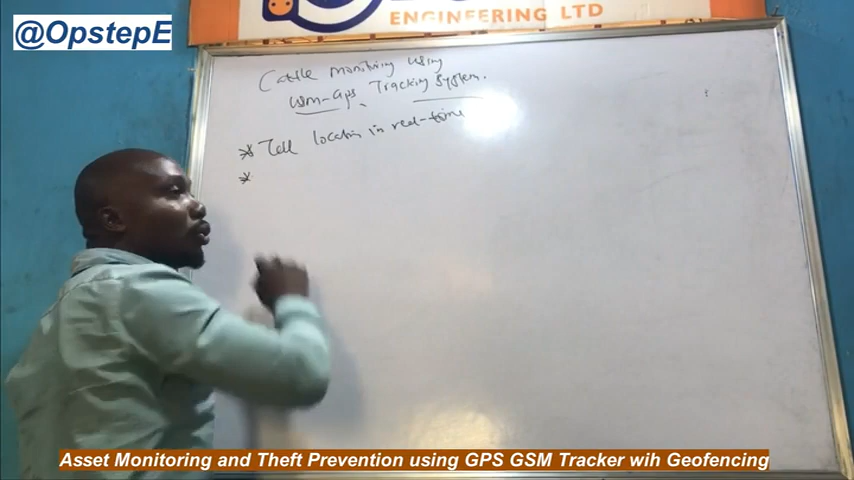 @OpstepE
ENGINEERING LTD
Cattle monitoring using
GSM-GPS Tracking System.
* Tell location in real-time
*
Asset Monitoring and Theft Prevention using GPS GSM Tracker wih Geofencing